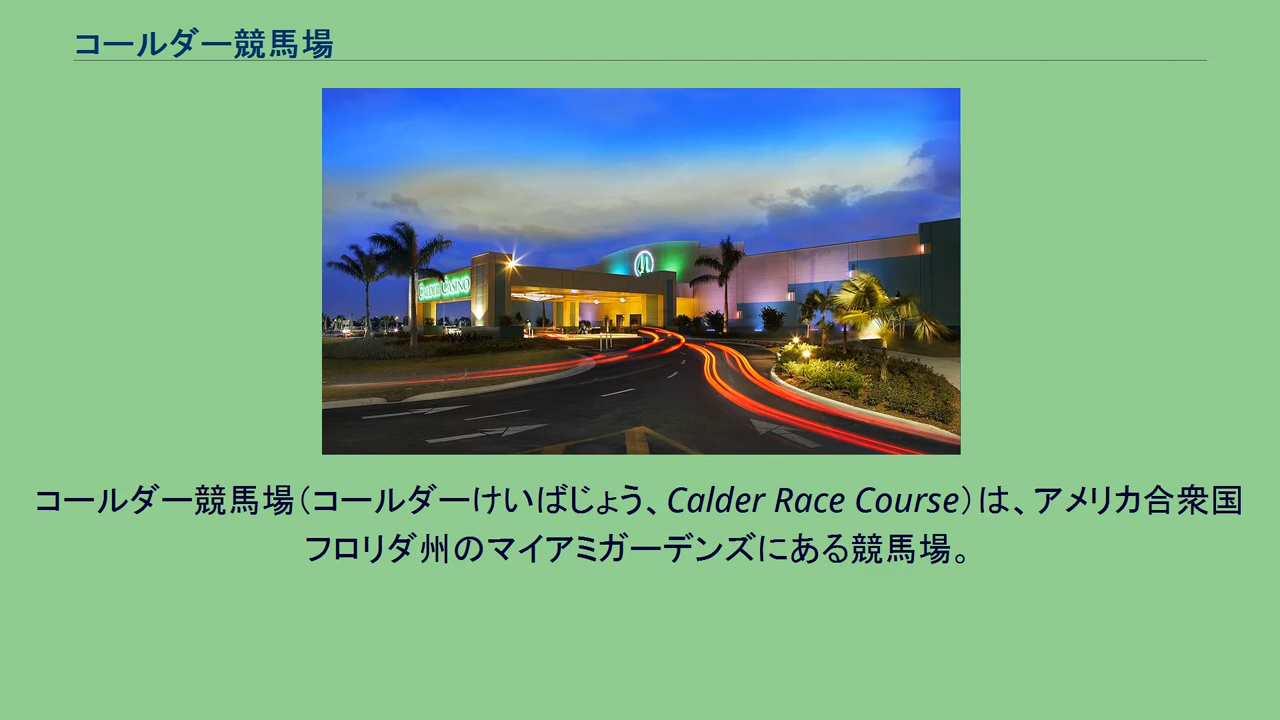 コールダー競馬場
CALDER CASINO
コールダー競馬場（コールダーけいばじょう、Calder Race Course）は、アメリカ合衆国
フロリダ州のマイアミガーデンズにある競馬場。